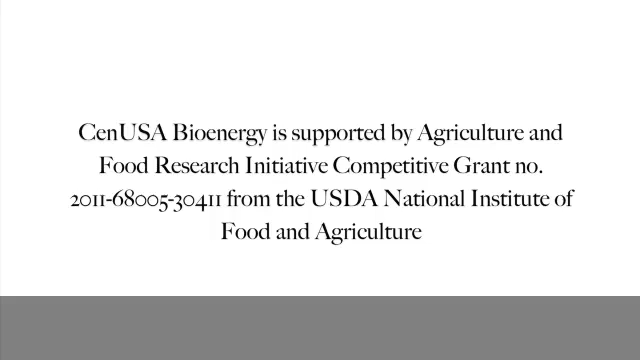 CenUSA Bioenergy is supported by Agriculture and
Food Research Initiative Competitive Grant no.
2011-68005-30411 from the USDA National Institute of
Food and Agriculture